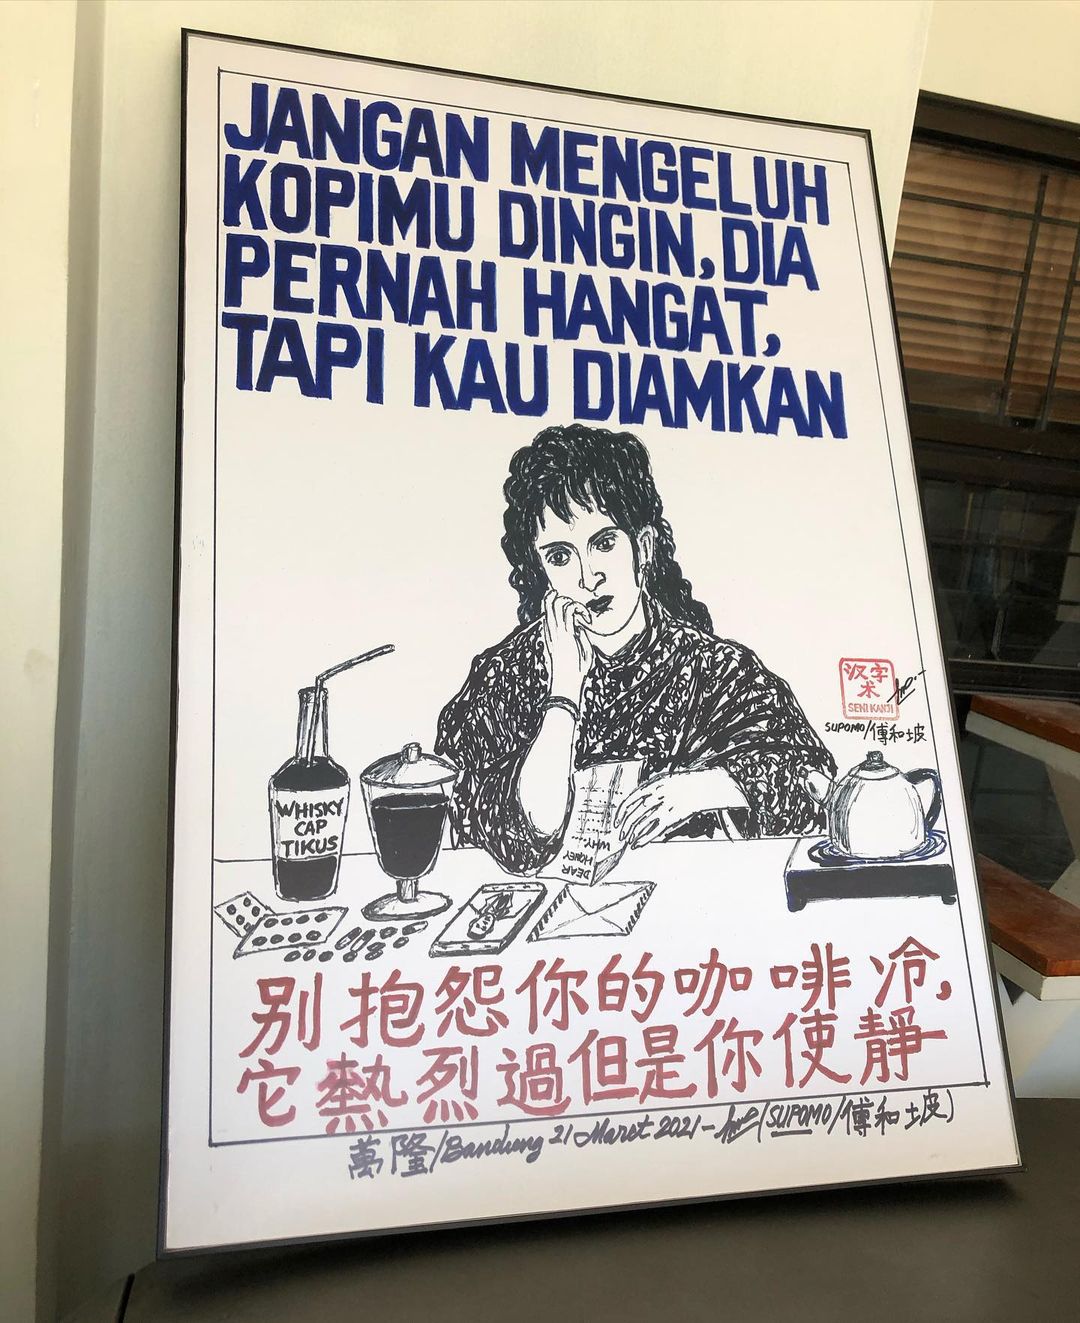 JANGAN MENGELUH
KOPIMU DINGIN, DIA
PERNAH HANGAT,
TAPI KAU DIAMKAN
汉字
术
SENI KANJI
SUPOMO/傅和坡
WHISKY
CAP
TIKUS
DEAR
HONEY
WHY....
别抱怨你的咖啡冷,
它熱烈過但是你使靜
萬隆/Bandung 21 Maret 2021 - (SUPOMO/傅和坡)